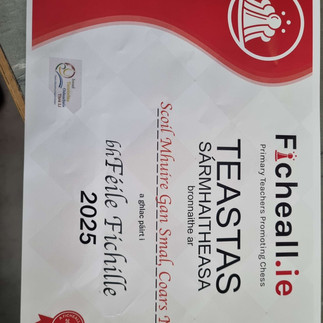 Ficheall.ie
Primary Teachers Promoting Chess
TEASTAS
SÁRMHAITHEASA
bronnaithe ar
Scoil Mhuire Gan Smal, Coars
a ghlac páirt i
bhFéile Fichille
2025